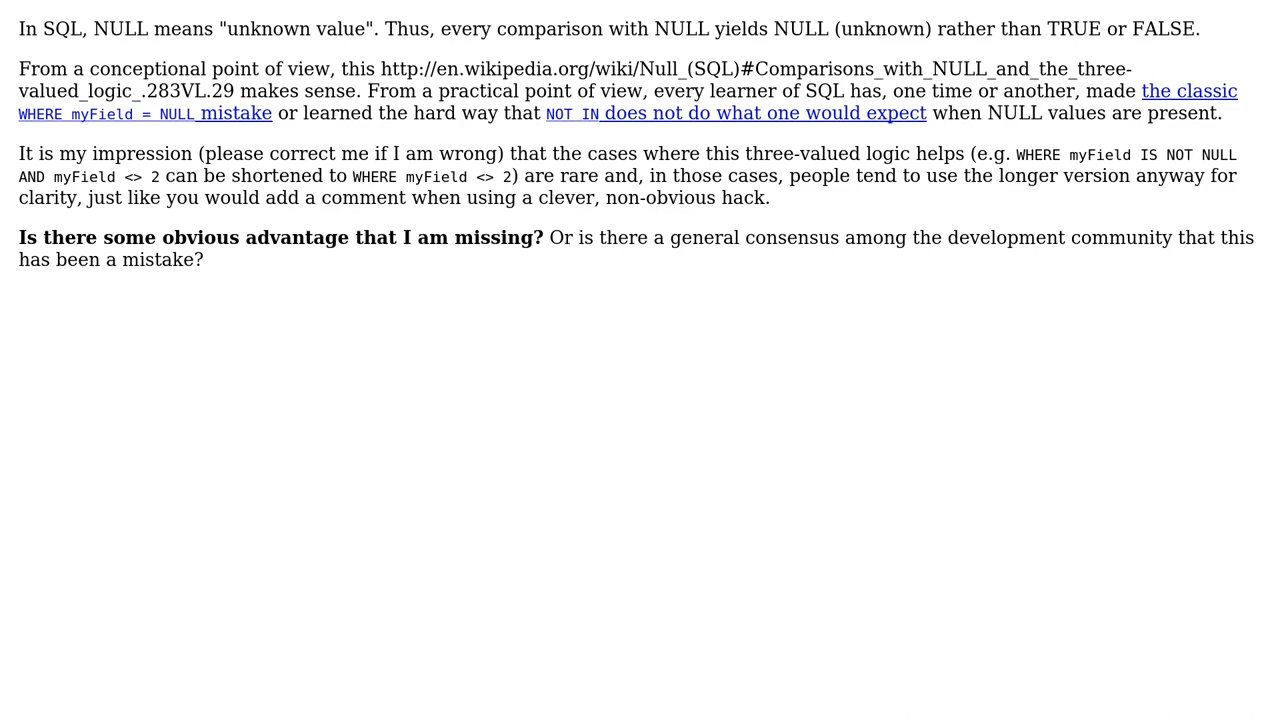 In SQL, NULL means "unknown value". Thus, every comparison with NULL yields NULL (unknown) rather than TRUE or FALSE.
From a conceptual point of view, this http://en.wikipedia.org/wiki/Null_(SQL)#Comparisons_with_NULL_and_the_three-
valued_logic_.283VL.29 makes sense. From a practical point of view, every learner of SQL has, one time or another, made the classic
WHERE myField = NULL mistake or learned the hard way that NOT IN does not do what one would expect when NULL values are present.
It is my impression (please correct me if I am wrong) that the cases where this three-valued logic helps (e.g. WHERE myField IS NOT NULL
AND myField <> 2 can be shortened to WHERE myField <> 2) are rare and, in those cases, people tend to use the longer version anyway for
clarity, just like you would add a comment when using a clever, non-obvious hack.
Is there some obvious advantage that I am missing? Or is there a general consensus among the development community that this
has been a mistake?